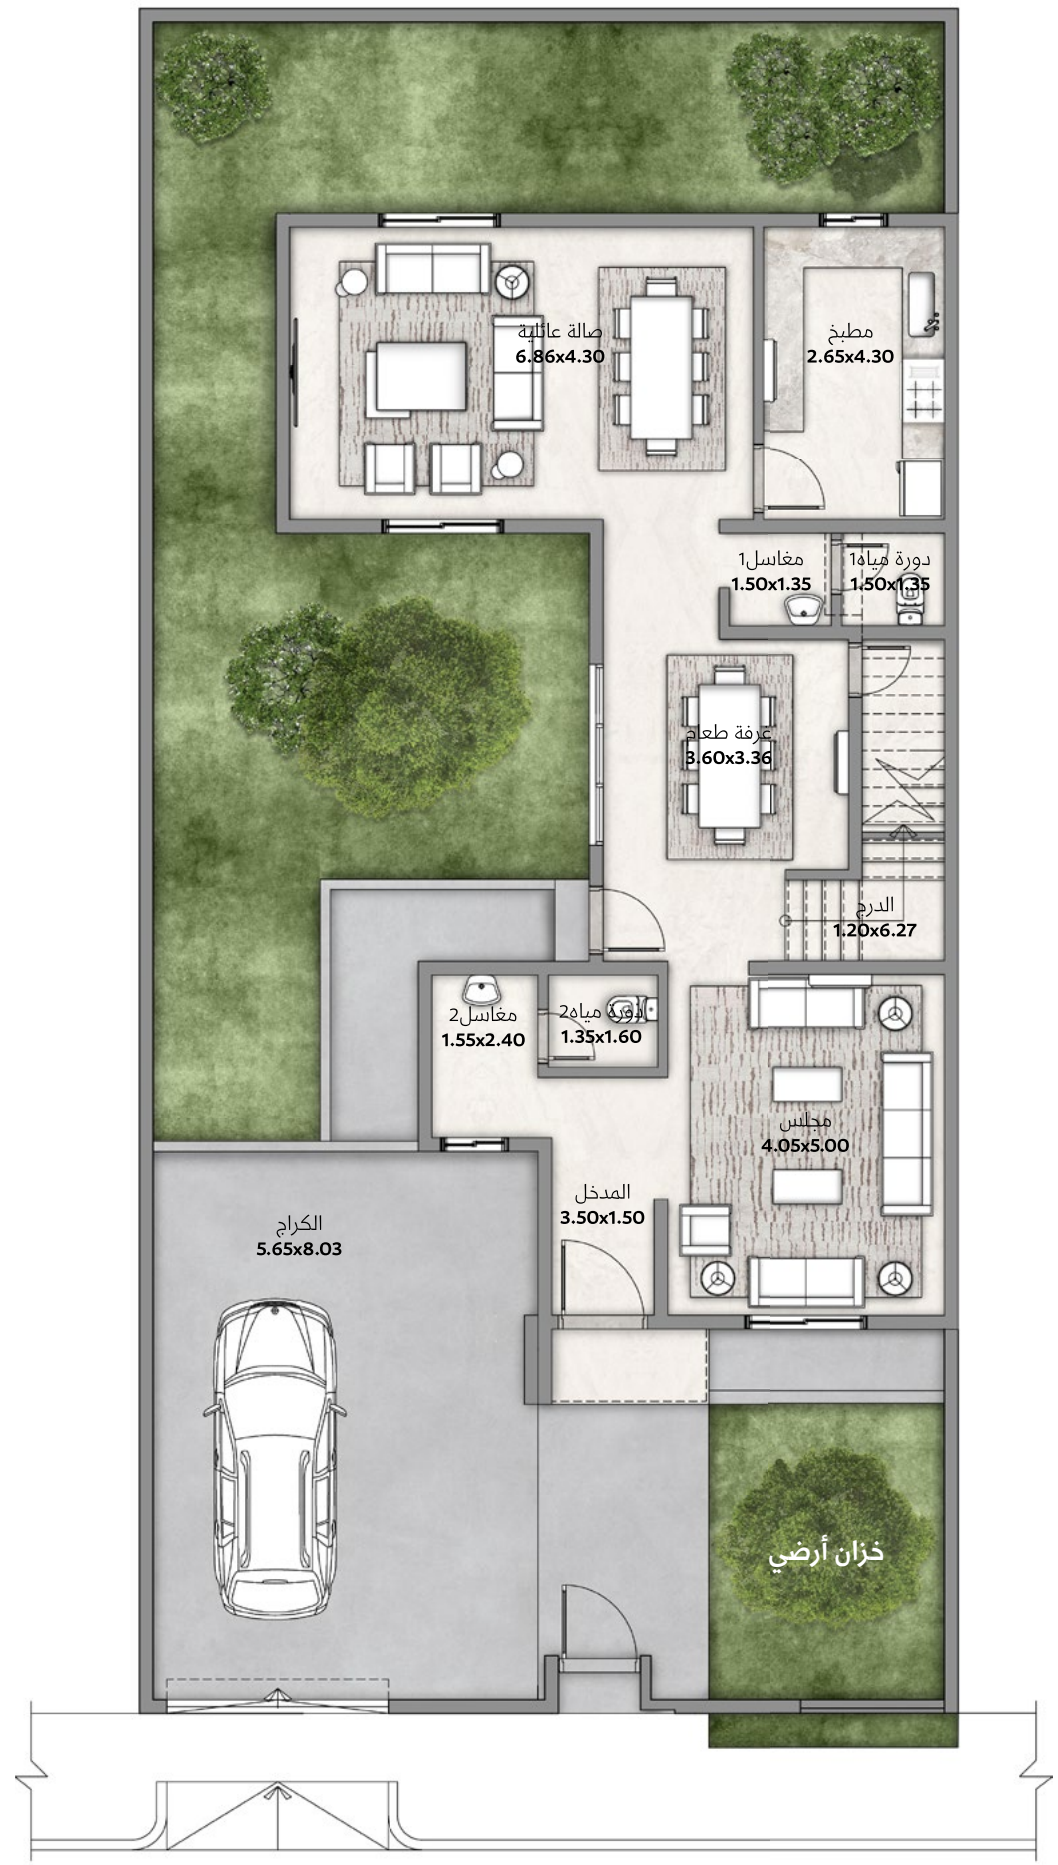 صالة عائلية
6.86x4.30
مطبخ
2.65x4.30
مغاسل1
1.50x1.35
دورة مياه1
1.50x1.35
غرفة طعام
3.60x3.36
الدرج
1.20x6.27
مغاسل2
1.55x2.40
دورة مياه2
1.35x1.60
مجلس
4.05x5.00
المدخل
3.50x1.50
الكراج
5.65x8.03
خزان أرضي